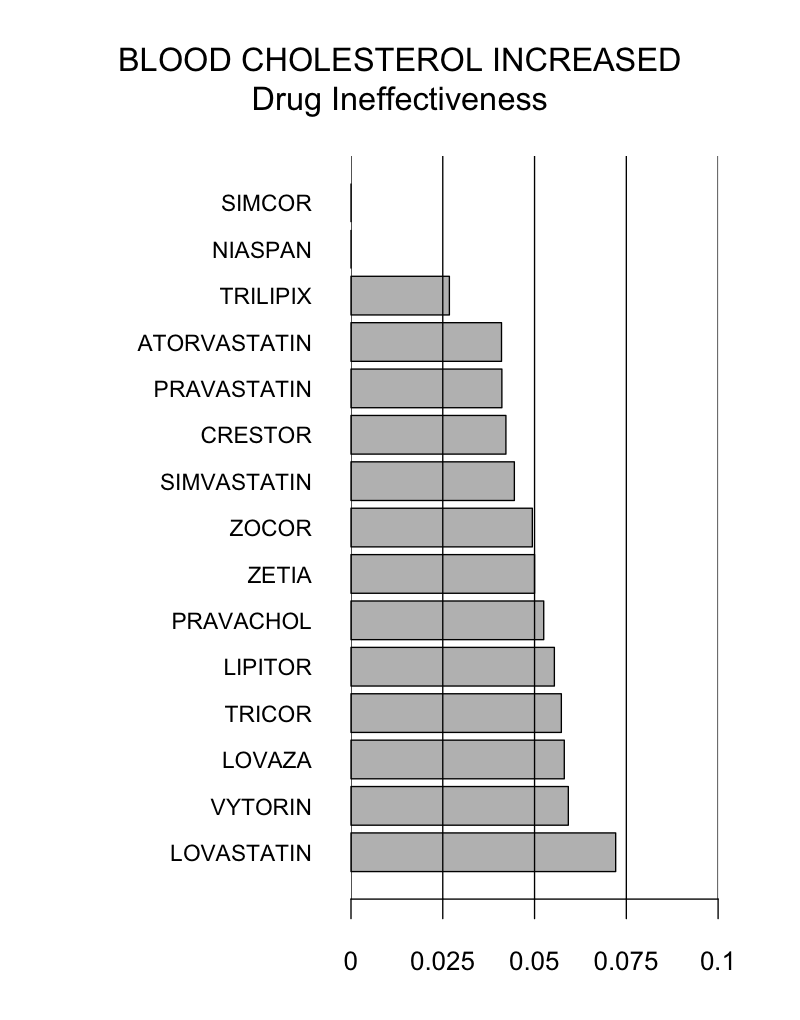 BLOOD CHOLESTEROL INCREASED
Drug Ineffectiveness
SIMCOR
NIASPAN
TRILIPIX
ATORVASTATIN
PRAVASTATIN
CRESTOR
SIMVASTATIN
ZOCOR
ZETIA
PRAVACHOL
LIPITOR
TRICOR
LOVAZA
VYTORIN
LOVASTATIN
0 0.025 0.05 0.075 0.1